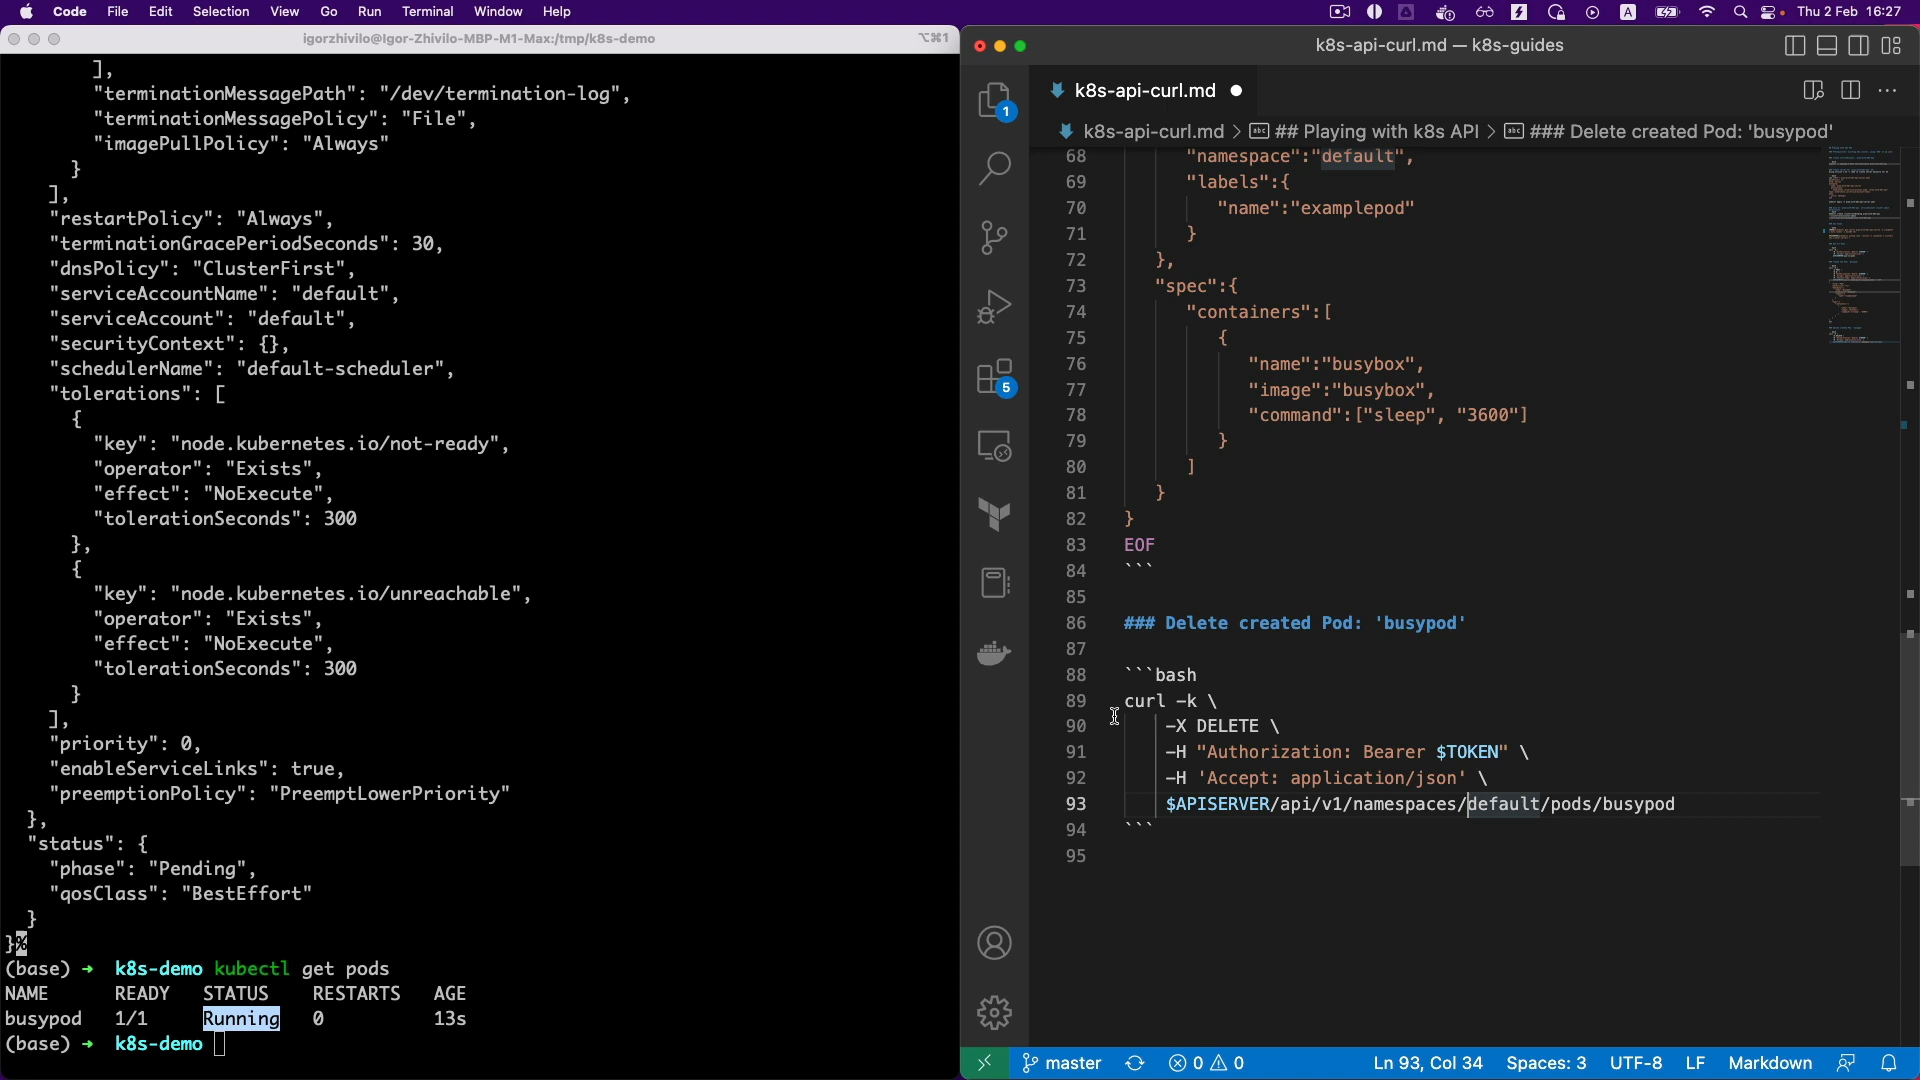 Code File Edit Selection View Go Run Terminal Window Help
A
Thu 2 Feb 16:27
igorzhivilo@Igor-Zhivilo-MBP-M1-Max:/tmp/k8s-demo
⌥⌘1
],
"terminationMessagePath": "/dev/termination-log",
"terminationMessagePolicy": "File",
"imagePullPolicy": "Always"
}
],
"restartPolicy": "Always",
"terminationGracePeriodSeconds": 30,
"dnsPolicy": "ClusterFirst",
"serviceAccountName": "default",
"serviceAccount": "default",
"securityContext": {},
"schedulerName": "default-scheduler",
"tolerations": [
{
"key": "node.kubernetes.io/not-ready",
"operator": "Exists",
"effect": "NoExecute",
"tolerationSeconds": 300
},
{
"key": "node.kubernetes.io/unreachable",
"operator": "Exists",
"effect": "NoExecute",
"tolerationSeconds": 300
}
],
"priority": 0,
"enableServiceLinks": true,
"preemptionPolicy": "PreemptLowerPriority"
},
"status": {
"phase": "Pending",
"qosClass": "BestEffort"
}
}%
(base) → k8s-demo kubectl get pods
NAME READY STATUS RESTARTS AGE
busypod 1/1 Running 0 13s
(base) → k8s-demo
k8s-api-curl.md — k8s-guides
1
5
k8s-api-curl.md ●
k8s-api-curl.md > ## Playing with k8s API > ### Delete created Pod: 'busypod'
68 "namespace":"default",
69 "labels":{
70 "name":"examplepod"
71 }
72 },
73 "spec":{
74 "containers":[
75 {
76 "name":"busybox",
77 "image":"busybox",
78 "command":["sleep", "3600"]
79 }
80 ]
81 }
82 }
83 EOF
84 ```
85
86 ### Delete created Pod: 'busypod'
87
88 ```bash
89 curl -k \
90 -X DELETE \
91 -H "Authorization: Bearer $TOKEN" \
92 -H 'Accept: application/json' \
93 $APISERVER/api/v1/namespaces/default/pods/busypod
94 ```
95
master 0 0 Ln 93, Col 34 Spaces: 3 UTF-8 LF Markdown